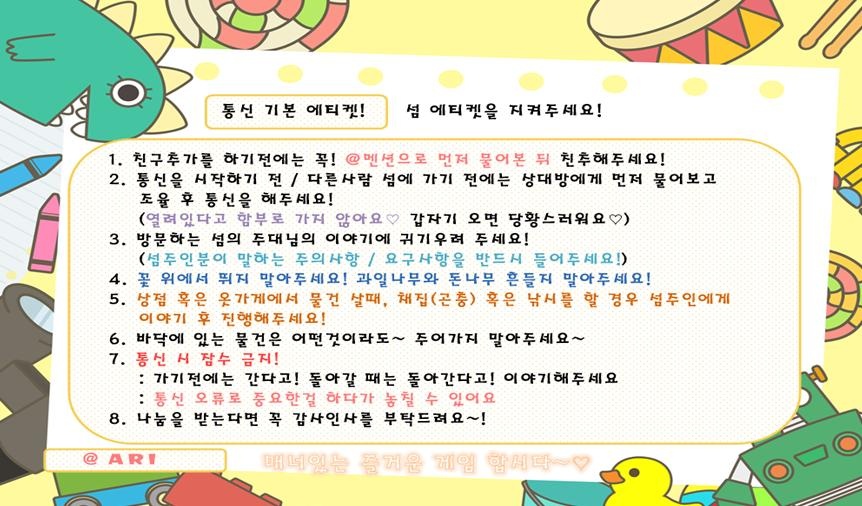 통신 기본 에티켓! 섬 에티켓을 지켜주세요!
1. 친구추가를 하기전에는 꼭! @멘션으로 먼저 물어본 뒤 친추해주세요!
2. 통신을 시작하기 전 / 다른사람 섬에 가기 전에는 상대방에게 먼저 물어보고
조율 후 통신을 해주세요!
(열려있다고 함부로 가지 않아요♡ 갑자기 오면 당황스러워요♡)
3. 방문하는 섬의 주대님의 이야기에 귀기우려 주세요!
(섬주인분이 말하는 주의사항 / 요구사항을 반드시 들어주세요!)
4. 꽃 위에서 뛰지 말아주세요! 과일나무와 돈나무 흔들지 말아주세요!
5. 상점 혹은 옷가게에서 물건 살때, 채집(곤충) 혹은 낚시를 할 경우 섬주인에게
이야기 후 진행해주세요!
6. 바닥에 있는 물건은 어떤것이라도~ 주어가지 말아주세요~
7. 통신 시 잠수 금지!
: 가기전에는 간다고! 돌아갈 때는 돌아간다고! 이야기해주세요
: 통신 오류로 중요한걸 하다가 놓칠 수 있어요
8. 나눔을 받는다면 꼭 감사인사를 부탁드려요~!
@ ARI
매너있는 즐거운 게임 합시다~♡